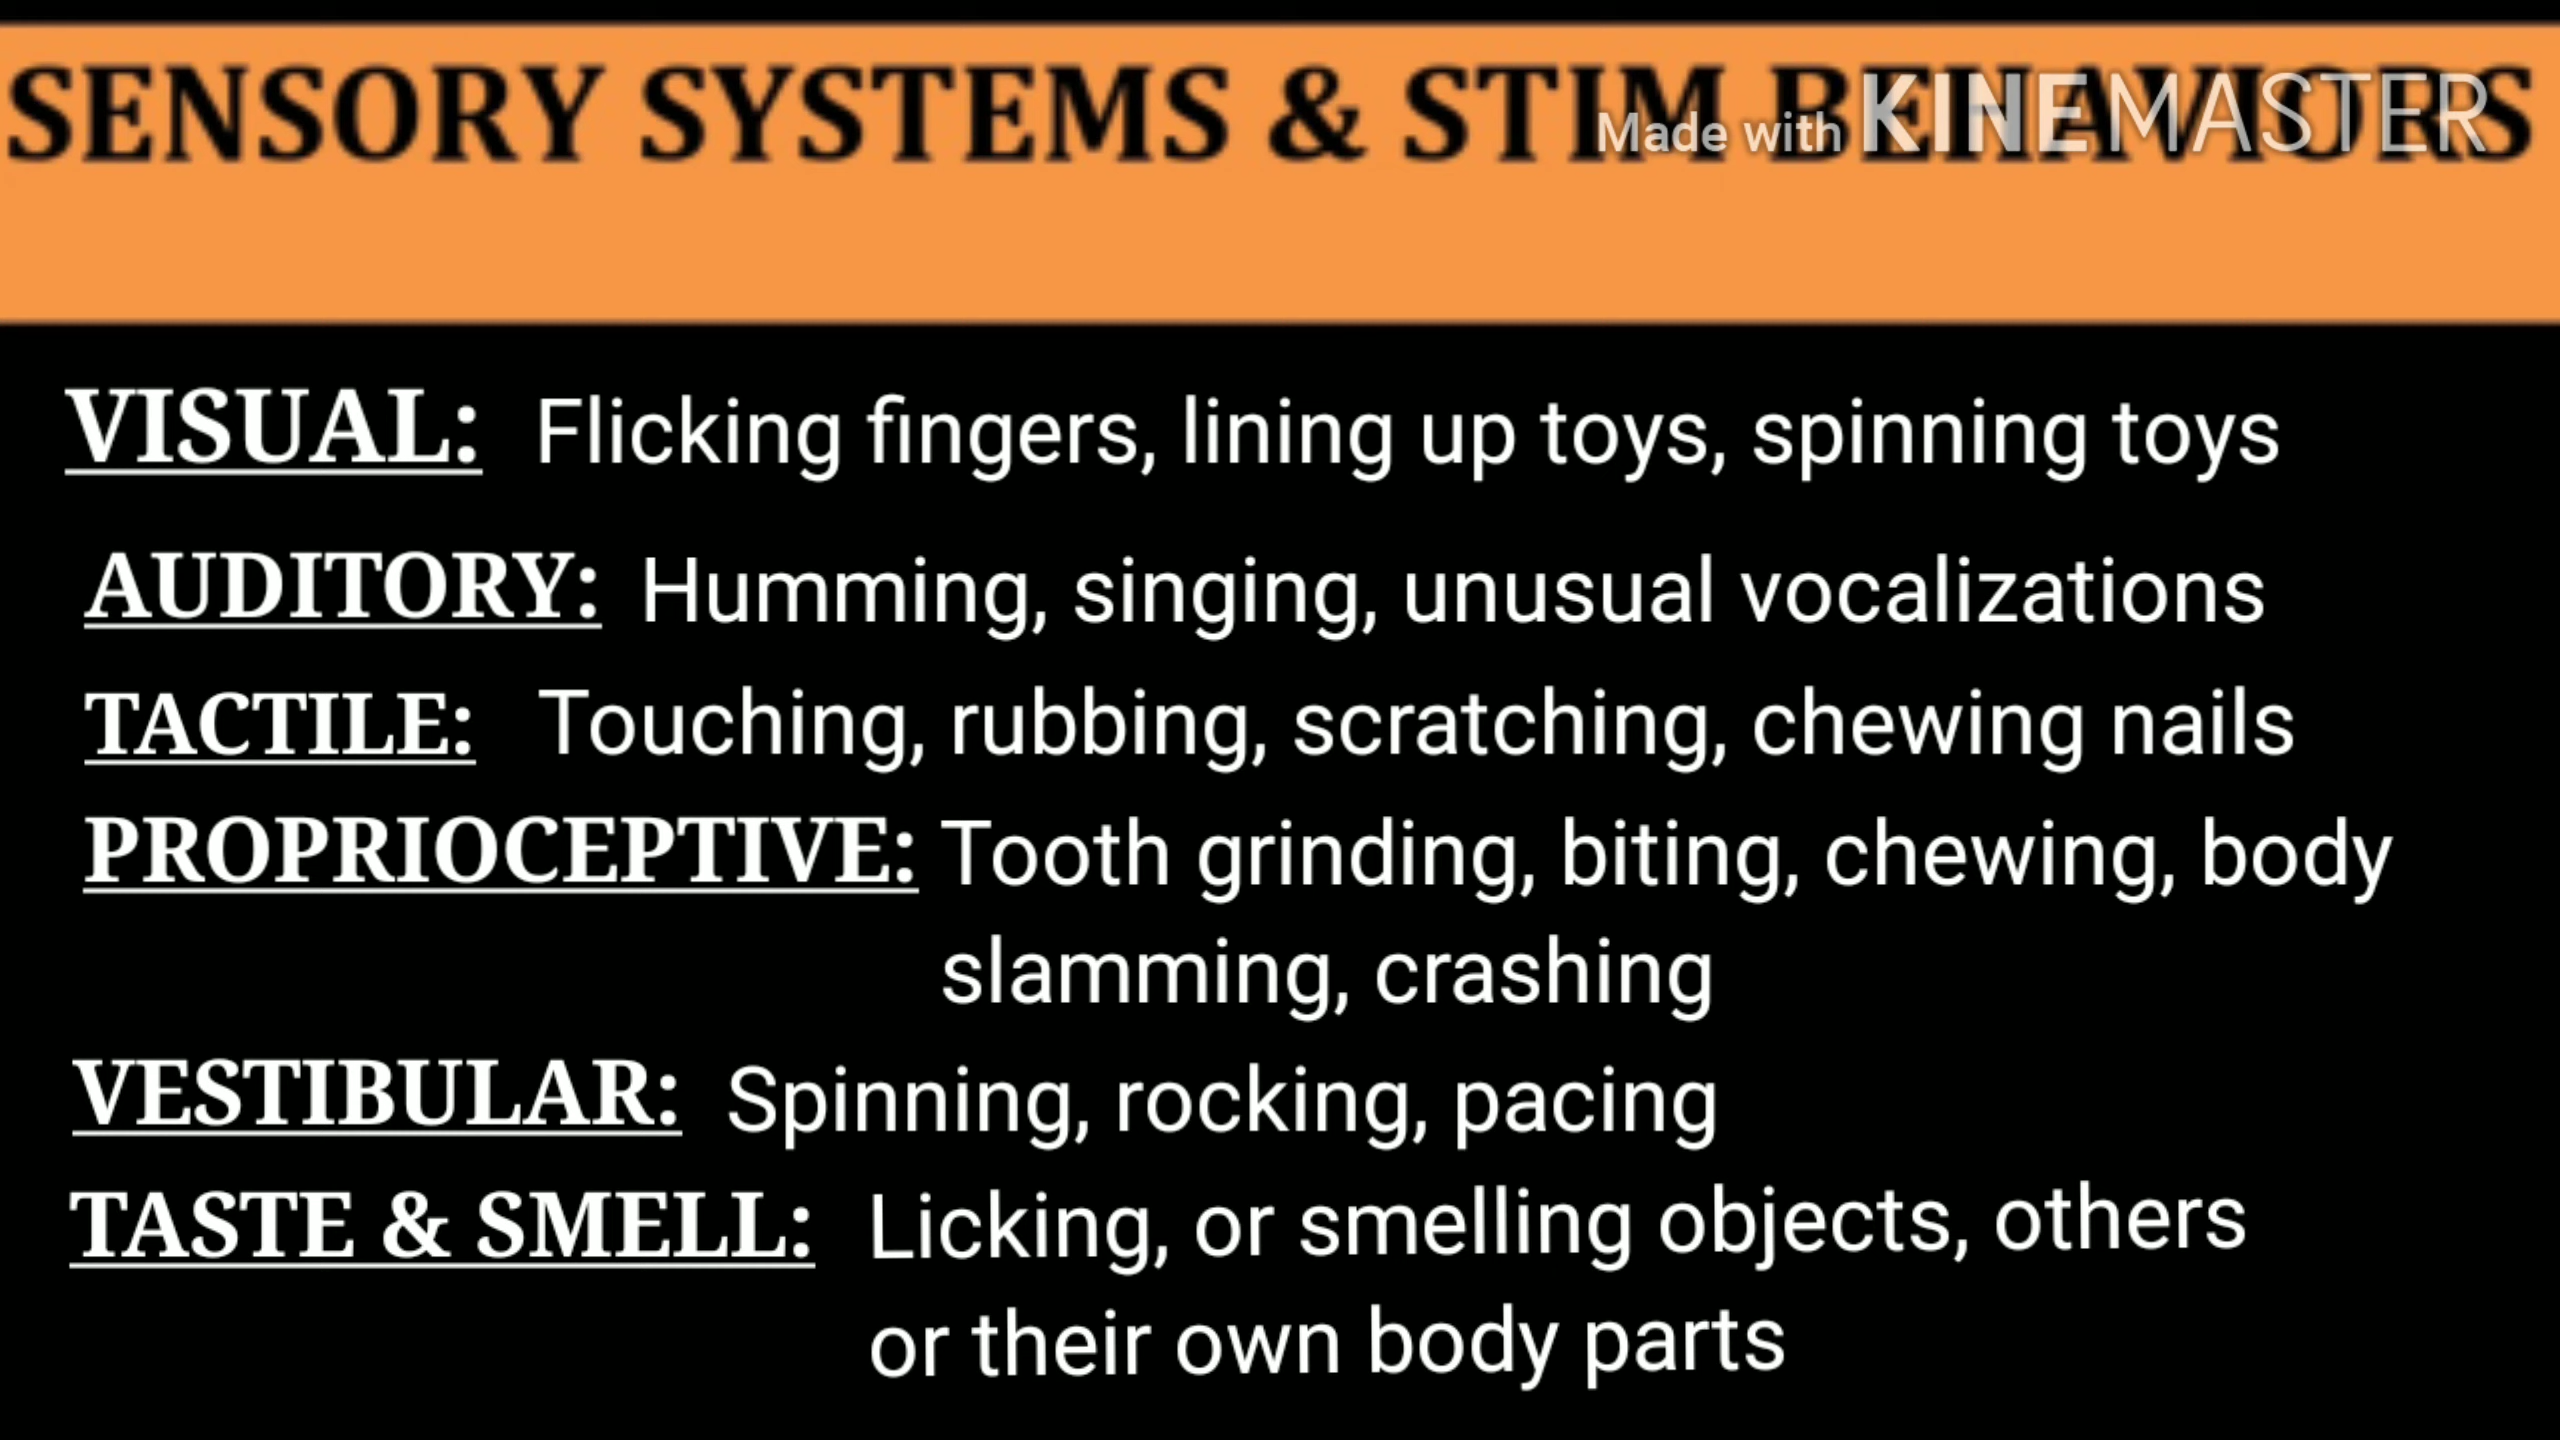 SENSORY SYSTEMS & STIM BEHAVIORS
Made with KINEMASTER
VISUAL: Flicking fingers, lining up toys, spinning toys
AUDITORY: Humming, singing, unusual vocalizations
TACTILE: Touching, rubbing, scratching, chewing nails
PROPRIOCEPTIVE: Tooth grinding, biting, chewing, body
slamming, crashing
VESTIBULAR: Spinning, rocking, pacing
TASTE & SMELL: Licking, or smelling objects, others
or their own body parts